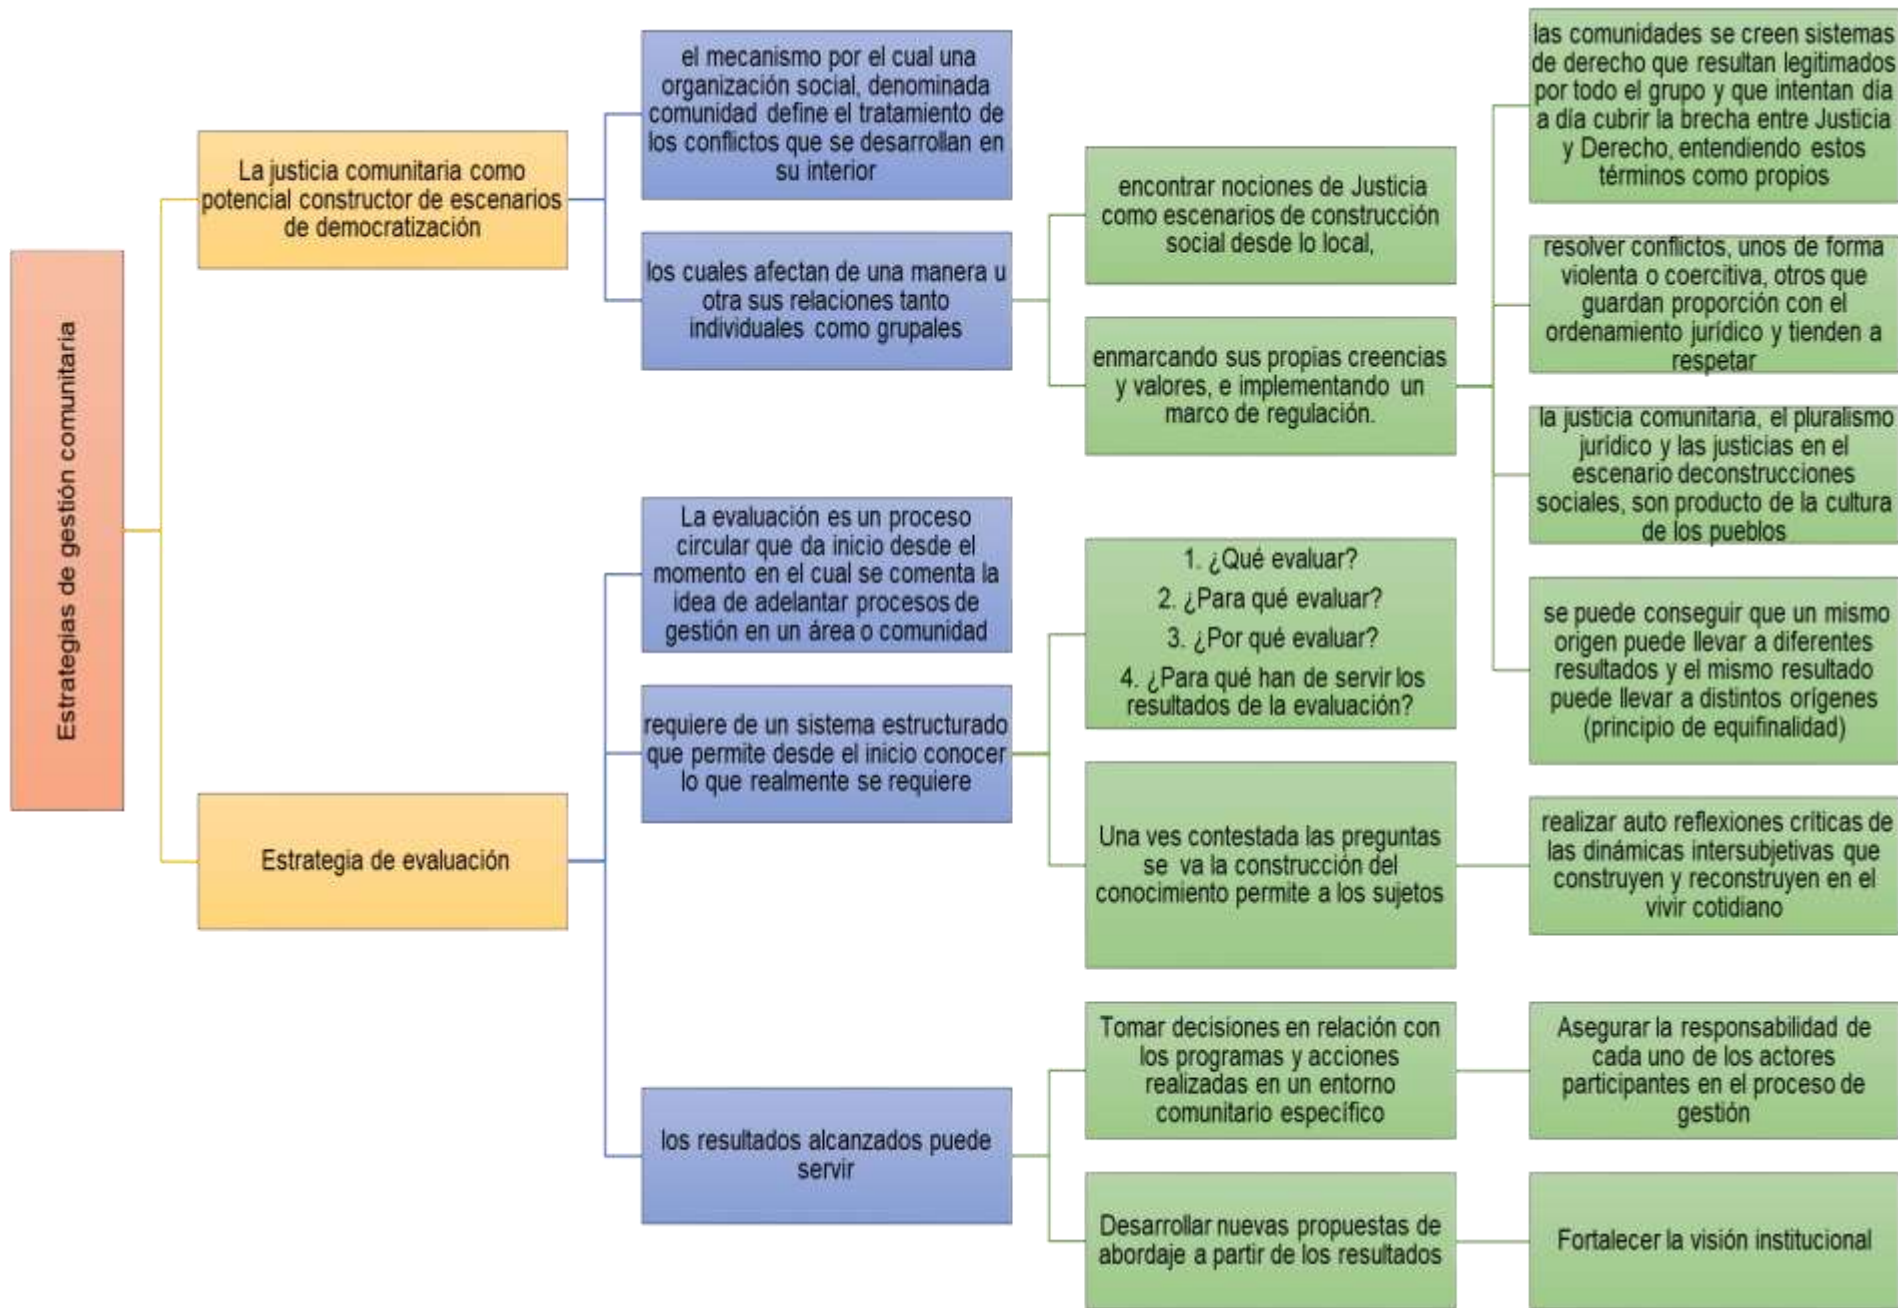 Estrategias de gestión comunitaria
La justicia comunitaria como
potencial constructor de escenarios
de democratización
el mecanismo por el cual una
organización social, denominada
comunidad define el tratamiento de
los conflictos que se desarrollan en
su interior
los cuales afectan de una manera u
otra sus relaciones tanto
individuales como grupales
encontrar nociones de Justicia
como escenarios de construcción
social desde lo local,
enmarcando sus propias creencias
y valores, e implementando un
marco de regulación.
las comunidades se creen sistemas
de derecho que resultan legitimados
por todo el grupo y que intentan día
a día cubrir la brecha entre Justicia
y Derecho, entendiendo estos
términos como propios
resolver conflictos, unos de forma
violenta o coercitiva, otros que
guardan proporción con el
ordenamiento jurídico y tienden a
respetar
la justicia comunitaria, el pluralismo
jurídico y las justicias en el
escenario deconstrucciones
sociales, son producto de la cultura
de los pueblos
se puede conseguir que un mismo
origen puede llevar a diferentes
resultados y el mismo resultado
puede llevar a distintos orígenes
(principio de equifinalidad)
Estrategia de evaluación
La evaluación es un proceso
circular que da inicio desde el
momento en el cual se comenta la
idea de adelantar procesos de
gestión en un área o comunidad
requiere de un sistema estructurado
que permite desde el inicio conocer
lo que realmente se requiere
1. ¿Qué evaluar?
2. ¿Para qué evaluar?
3. ¿Por qué evaluar?
4. ¿Para qué han de servir los
resultados de la evaluación?
Una ves contestada las preguntas
se va la construcción del
conocimiento permite a los sujetos
realizar auto reflexiones críticas de
las dinámicas intersubjetivas que
construyen y reconstruyen en el
vivir cotidiano
los resultados alcanzados puede
servir
Tomar decisiones en relación con
los programas y acciones
realizadas en un entorno
comunitario específico
Asegurar la responsabilidad de
cada uno de los actores
participantes en el proceso de
gestión
Desarrollar nuevas propuestas de
abordaje a partir de los resultados
Fortalecer la visión institucional